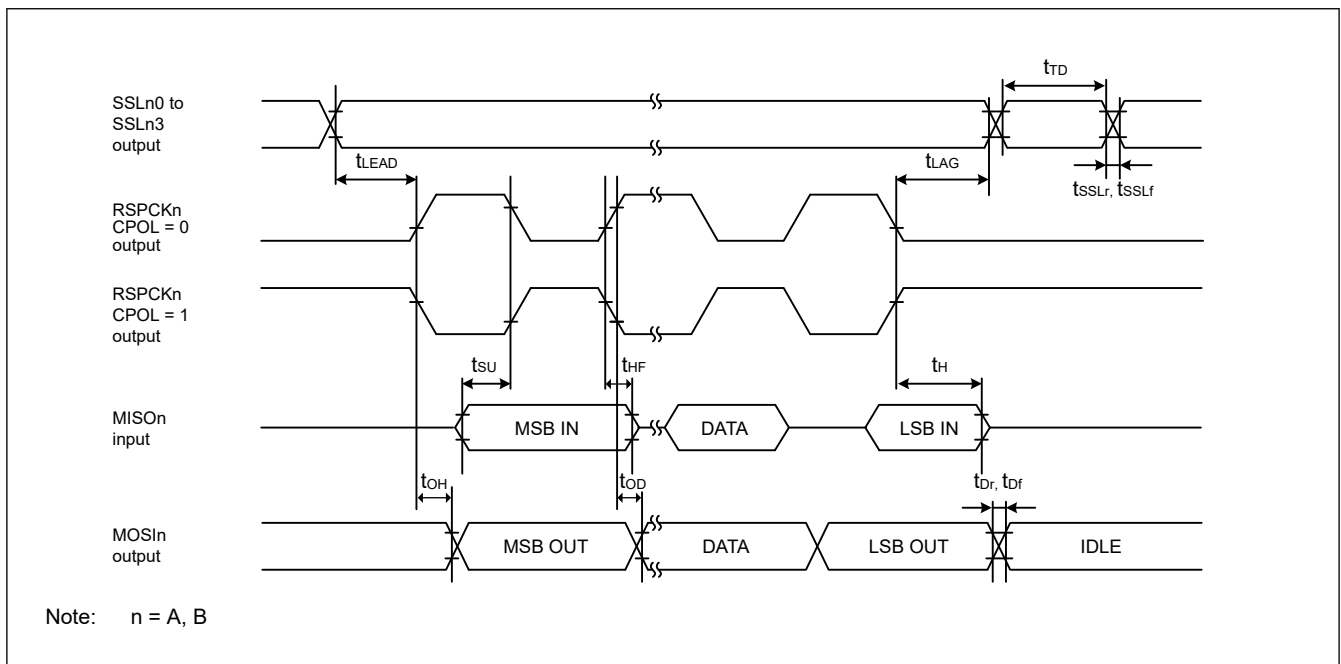 tTD
SSLn0 to
SSLn3
output
tLEAD
tLAG
tSSLr, tSSLf
RSPCKn
CPOL = 0
output
RSPCKn
CPOL = 1
output
tSU
tHF
tH
MISOn
input
MSB IN
DATA
LSB IN
tOH
tOD
tDr, tDf
MOSIn
output
MSB OUT
DATA
LSB OUT
IDLE
Note: n = A, B